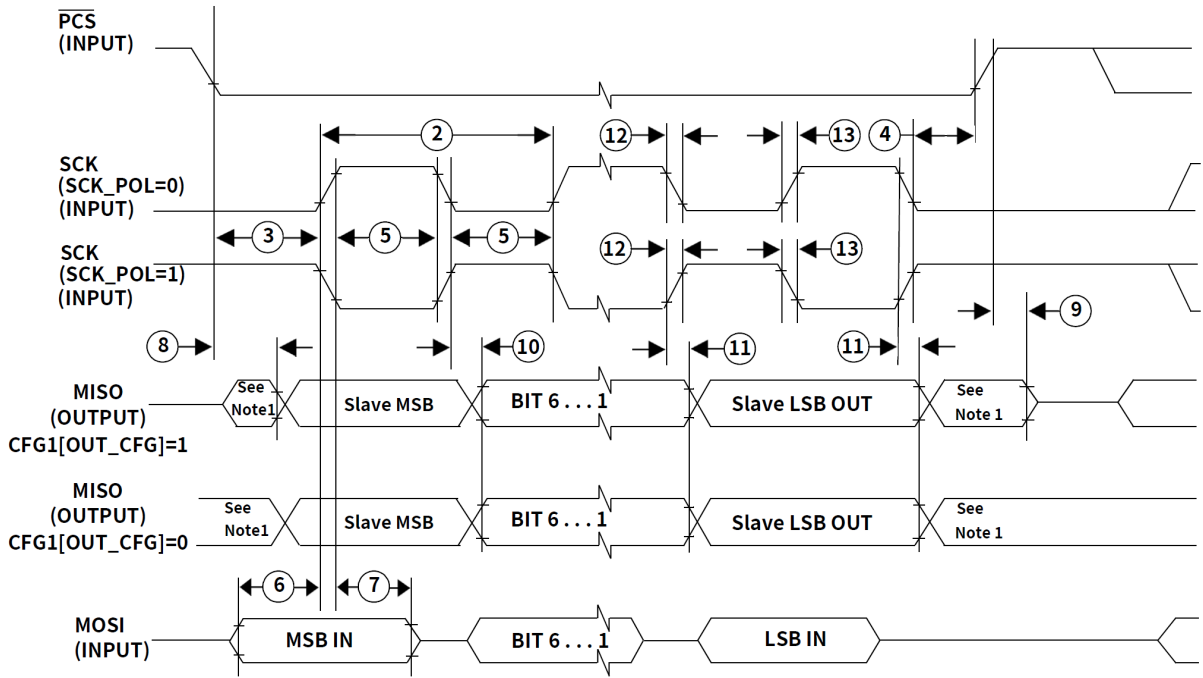 PCS
(INPUT)
2
12
13
4
SCK
(SCK_POL=0)
(INPUT)
3
5
5
SCK
(SCK_POL=1)
(INPUT)
12
13
9
8
10
11
11
MISO
(OUTPUT)
CFG1[OUT_CFG]=1
See
Note1
Slave MSB
BIT 6 . . . 1
Slave LSB OUT
See
Note 1
MISO
(OUTPUT)
CFG1[OUT_CFG]=0
See
Note1
Slave MSB
BIT 6 . . . 1
Slave LSB OUT
See
Note 1
6
7
MOSI
(INPUT)
MSB IN
BIT 6 . . . 1
LSB IN